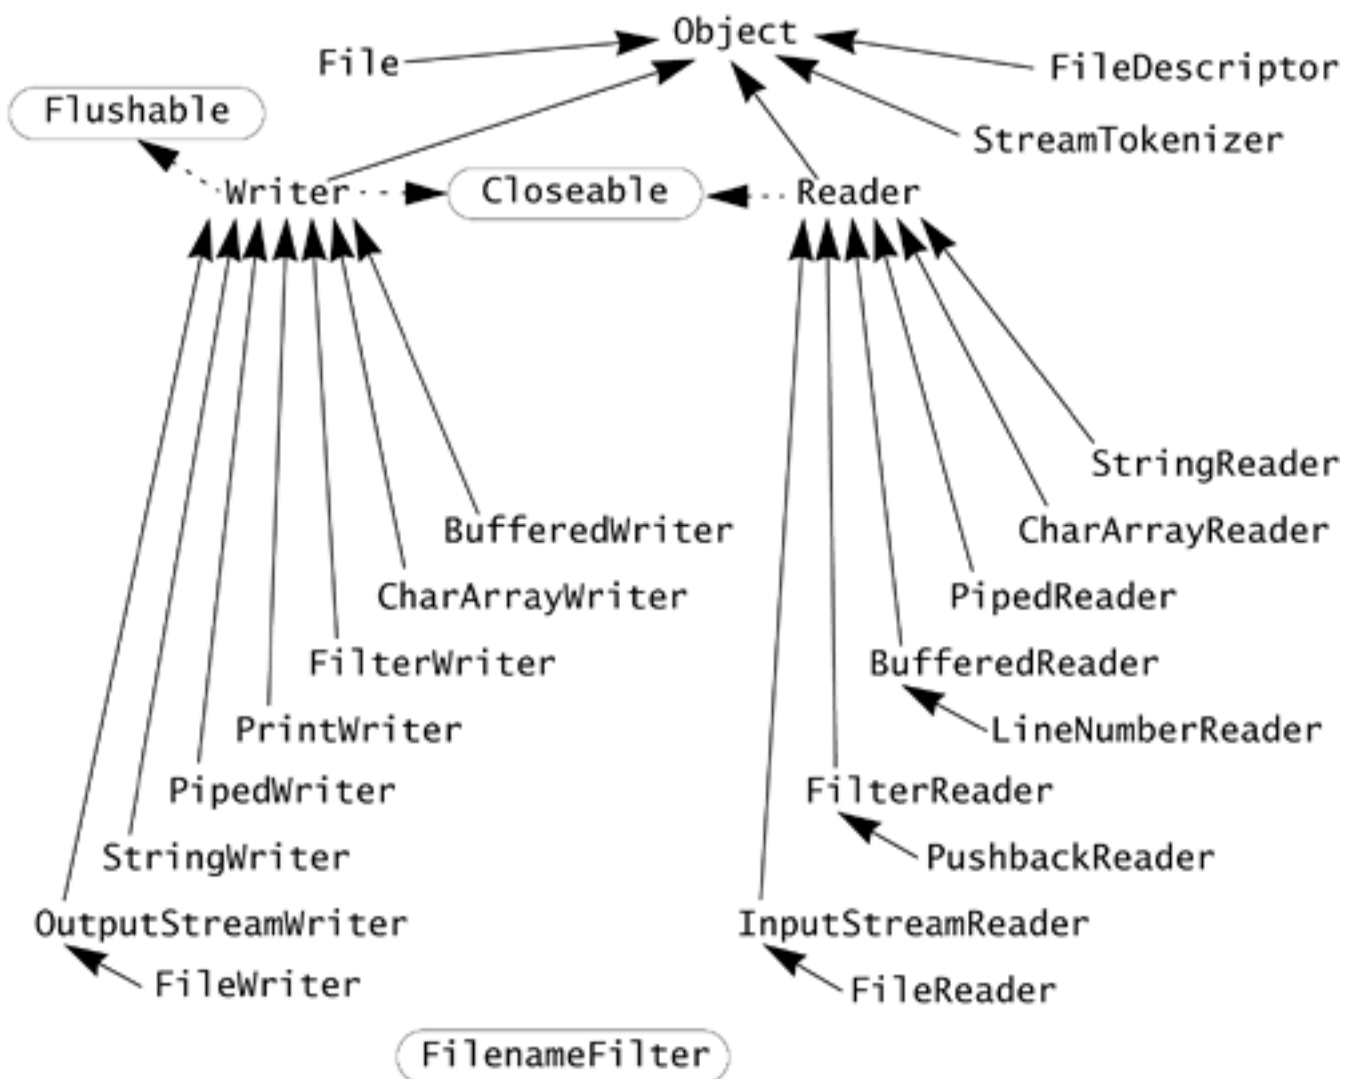 Object
File
FileDescriptor
Flushable
StreamTokenizer
Writer
Closeable
Reader
StringReader
BufferedWriter
CharArrayReader
CharArrayWriter
PipedReader
FilterWriter
BufferedReader
PrintWriter
LineNumberReader
PipedWriter
FilterReader
StringWriter
PushbackReader
OutputStreamWriter
InputStreamReader
FileWriter
FileReader
FilenameFilter